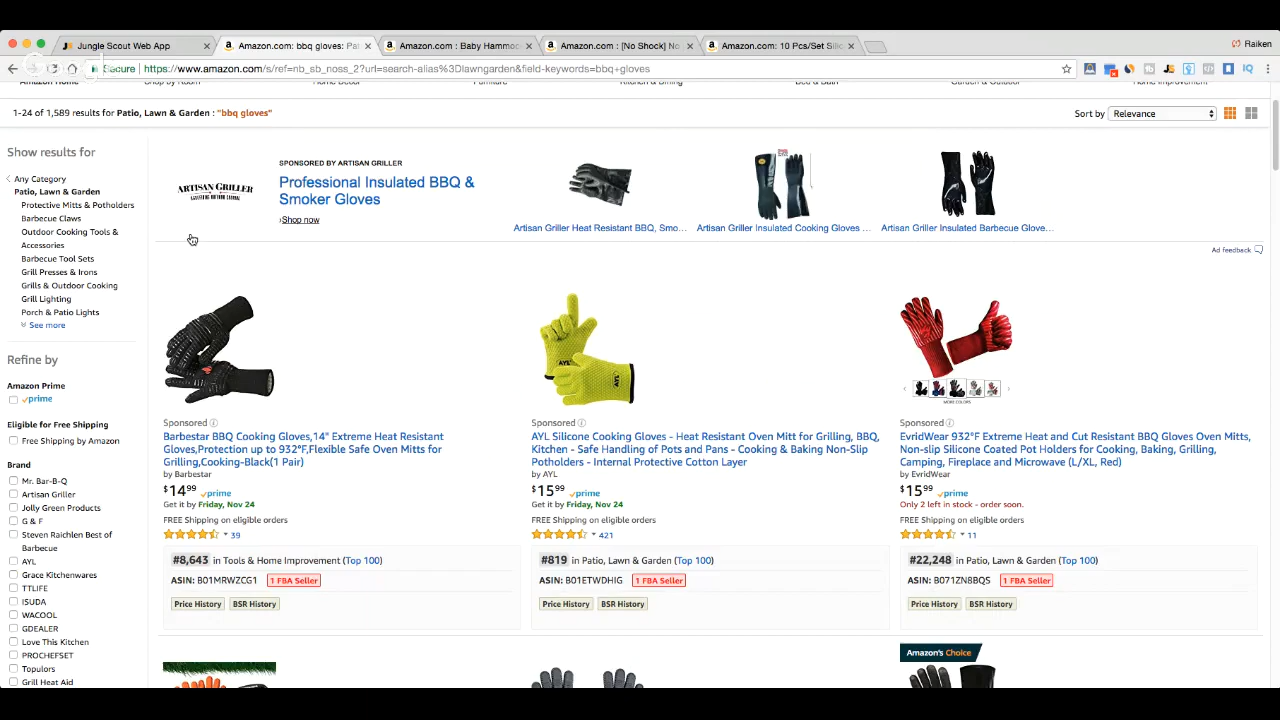 Jungle Scout Web App
Amazon.com: bbq gloves: Pa
Amazon.com : Baby Hammoc
Amazon.com : [No Shock] No
Amazon.com: 10 Pcs/Set Silic
Raiken
Secure
https://www.amazon.com/s/ref=nb_sb_noss_2?url=search-alias%3Dlawngarden&field-keywords=bbq+gloves
1-24 of 1,589 results for Patio, Lawn & Garden : "bbq gloves"
Sort by Relevance
Show results for
Any Category
Patio, Lawn & Garden
Protective Mitts & Potholders
Barbecue Claws
Outdoor Cooking Tools &
Accessories
Barbecue Tool Sets
Grill Presses & Irons
Grills & Outdoor Cooking
Grill Lighting
Porch & Patio Lights
See more
Refine by
Amazon Prime
prime
Eligible for Free Shipping
Free Shipping by Amazon
Brand
Mr. Bar-B-Q
Artisan Griller
Jolly Green Products
G & F
Steven Raichlen Best of
Barbecue
AYL
Grace Kitchenwares
TTLIFE
ISUDA
WACOOL
GDEALER
Love This Kitchen
PROCHEFSET
Topulors
Grill Heat Aid
ARTISAN GRILLER
SPONSORED BY ARTISAN GRILLER
Professional Insulated BBQ &
Smoker Gloves
›Shop now
Artisan Griller Heat Resistant BBQ, Smo...
Artisan Griller Insulated Cooking Gloves ...
Artisan Griller Insulated Barbecue Glove...
Ad feedback
Sponsored
Barbestar BBQ Cooking Gloves,14" Extreme Heat Resistant
Gloves,Protection up to 932°F,Flexible Safe Oven Mitts for
Grilling,Cooking-Black(1 Pair)
by Barbestar
$14 99 prime
Get it by Friday, Nov 24
FREE Shipping on eligible orders
39
#8,643 in Tools & Home Improvement (Top 100)
ASIN: B01MRWZCG1 1 FBA Seller
Price History BSR History
AYL
Sponsored
AYL Silicone Cooking Gloves - Heat Resistant Oven Mitt for Grilling, BBQ,
Kitchen - Safe Handling of Pots and Pans - Cooking & Baking Non-Slip
Potholders - Internal Protective Cotton Layer
by AYL
$15 99 prime
Get it by Friday, Nov 24
FREE Shipping on eligible orders
421
#819 in Patio, Lawn & Garden (Top 100)
ASIN: B01ETWDHIG 1 FBA Seller
Price History BSR History
MORE COLORS
Sponsored
EvridWear 932°F Extreme Heat and Cut Resistant BBQ Gloves Oven Mitts,
Non-slip Silicone Coated Pot Holders for Cooking, Baking, Grilling,
Camping, Fireplace and Microwave (L/XL, Red)
by EvridWear
$15 99 prime
Only 2 left in stock - order soon.
FREE Shipping on eligible orders
11
#22,248 in Patio, Lawn & Garden (Top 100)
ASIN: B071ZN8BQS 1 FBA Seller
Price History BSR History
Amazon's Choice